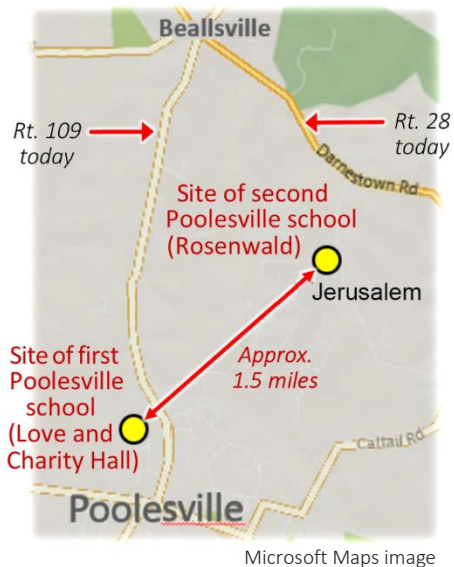 Beallsville
Rt. 109
today
Rt. 28
today
Darnestown Rd
Site of second
Poolesville school
(Rosenwald)
Jerusalem
Approx.
1.5 miles
Site of first
Poolesville
school
(Love and
Charity Hall)
Cattail Rd
Poolesville
Microsoft Maps image